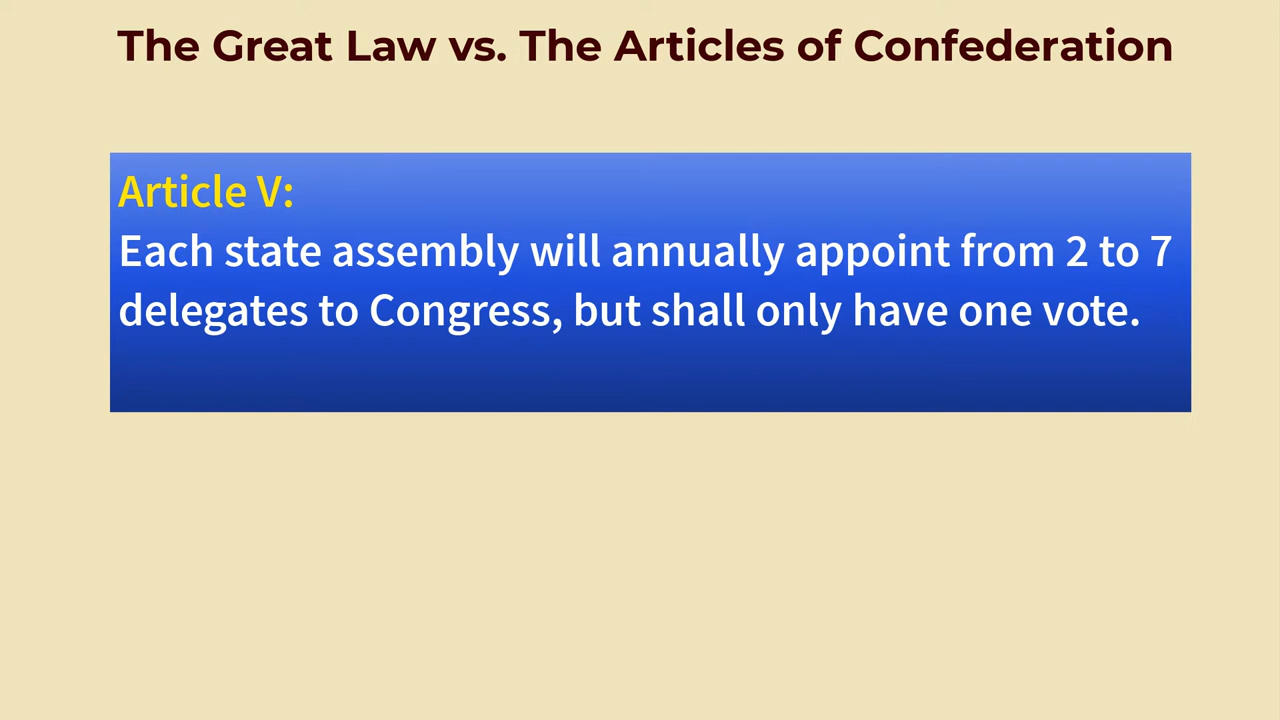 The Great Law vs. The Articles of Confederation
Article V:
Each state assembly will annually appoint from 2 to 7
delegates to Congress, but shall only have one vote.